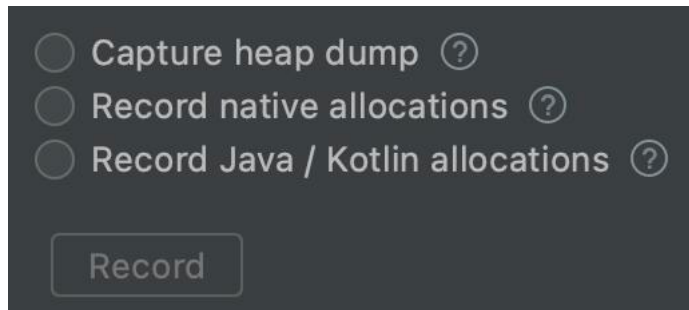 Capture heap dump ?
Record native allocations ?
Record Java / Kotlin allocations ?
Record